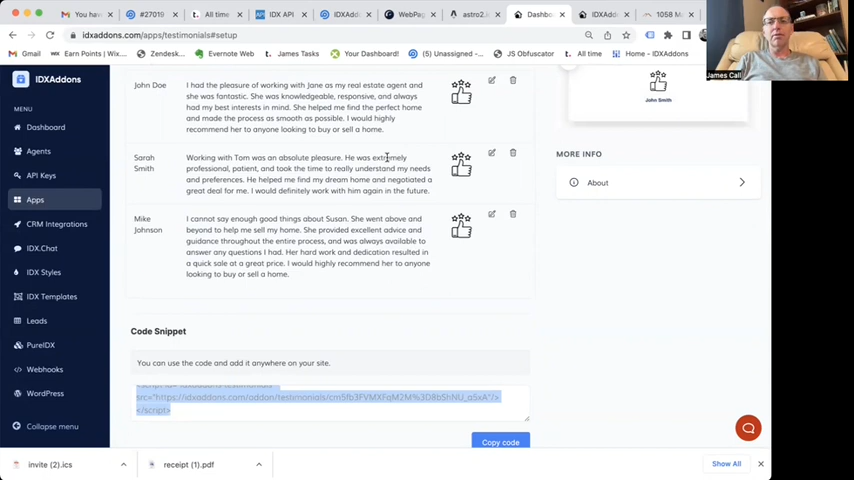 You have
#27019
All time
IDX API
IDXAdd
WebPag
astro2.i
Dashbo
IDXAdd
1058 M
idxaddons.com/apps/testimonials#setup
Gmail
Earn Points | Wix...
Zendesk...
Evernote Web
James Tasks
Your Dashboard!
(5) Unassigned -...
JS Obfuscator
All time
Home - IDXAddons
James Call
IDXAddons
MENU
Dashboard
Agents
API Keys
Apps
CRM Integrations
IDX.Chat
IDX Styles
IDX Templates
Leads
PureIDX
Webhooks
WordPress
Collapse menu
John Doe
I had the pleasure of working with Jane as my real estate agent and
she was fantastic. She was knowledgeable, responsive, and always
had my best interests in mind. She helped me find the perfect home
and made the process as smooth as possible. I would highly
recommend her to anyone looking to buy or sell a home.
Sarah
Smith
Working with Tom was an absolute pleasure. He was extremely
professional, patient, and took the time to really understand my needs
and preferences. He helped me find my dream home and negotiated a
great deal for me. I would definitely work with him again in the future.
Mike
Johnson
I cannot say enough good things about Susan. She went above and
beyond to help me sell my home. She provided excellent advice and
guidance throughout the entire process, and was always available to
answer any questions I had. Her hard work and dedication resulted in
a quick sale at a great price. I would highly recommend her to anyone
looking to buy or sell a home.
John Smith
MORE INFO
About
Code Snippet
You can use the code and add it anywhere on your site.
</script>
Copy code
invite (2).ics
receipt (1).pdf
Show All